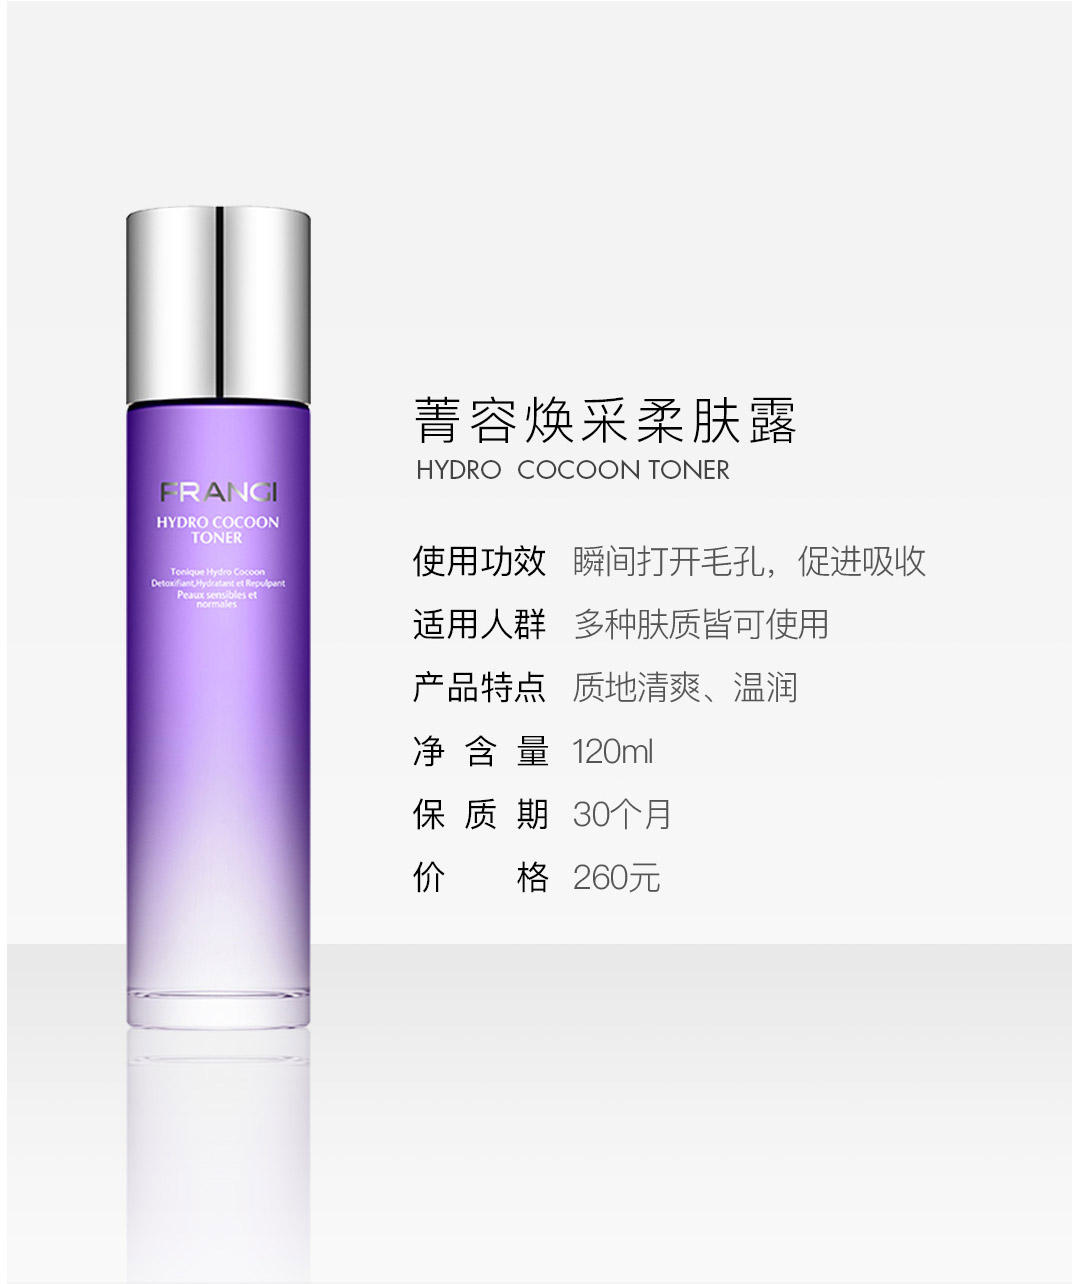 菁容焕采柔肤露
HYDRO COCOON TONER
使用功效 瞬间打开毛孔，促进吸收
适用人群 多种肤质皆可使用
产品特点 质地清爽、温润
净含量 120ml
保质期 30个月
价格 260元
FRANGI
HYDRO COCOON
TONER
Tonique Hydro Cocoon
Detoxifiant,Hydratant et Repulpant
Peaux sensibles et
normales